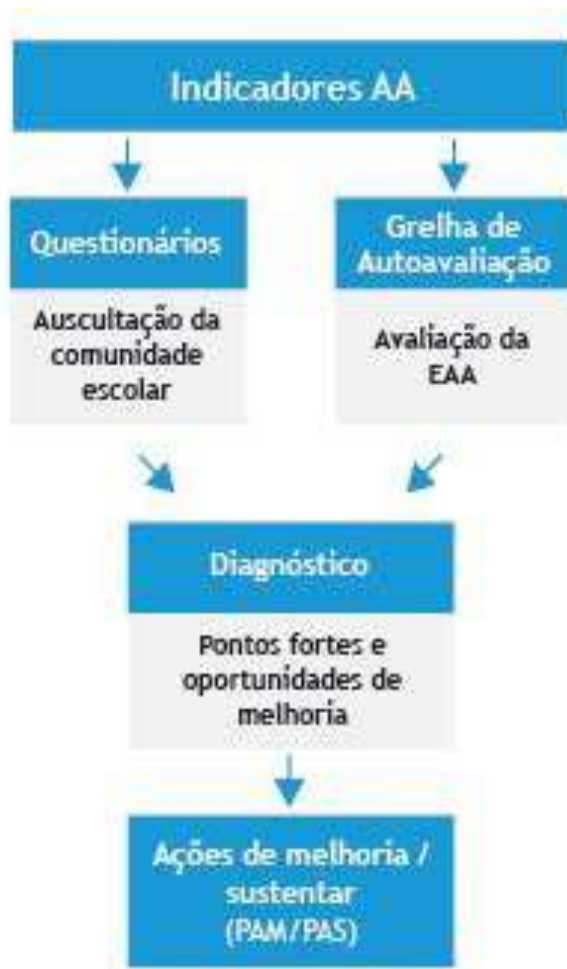 Indicadores AA
Questionários
Auscultação da
comunidade
escolar
Grelha de
Autoavaliação
Avaliação da
EAA
Diagnóstico
Pontos fortes e
oportunidades de
melhoria
Ações de melhoria /
sustentar
(PAM/PAS)